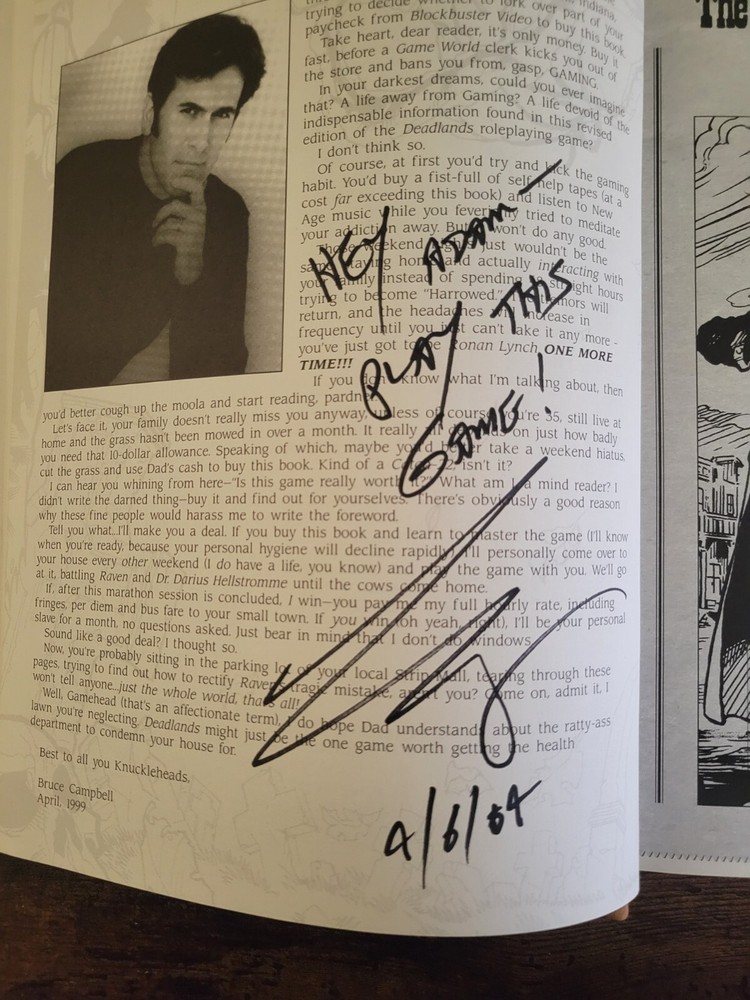 Indiana,
trying to decide whether to fork over part of your
paycheck from Blockbuster Video to buy this book.
Take heart, dear reader, it's only money. Buy it
fast, before a Game World clerk kicks you out of
the store and bans you from, gasp, GAMING.
In your darkest dreams, could you ever imagine
that? A life away from Gaming? A life devoid of the
indispensable information found in this revised
edition of the Deadlands roleplaying game?
I don't think so.
Of course, at first you'd try and kick the gaming
habit. You'd buy a fist-full of self-help tapes (at a
cost far exceeding this book) and listen to New
Age music while you feverishly tried to meditate
your addiction away. But won't do any good.
Those weekend just wouldn't be the
same staying home and actually interacting with
your family instead of spending straight hours
trying to become "Harrowed." tremors will
return, and the headaches increase in
frequency until you just can't take it any more -
you've just got to be Ronan Lynch ONE MORE
TIME!!!
If you don't know what I'm talking about, then
you'd better cough up the moola and start reading, pardner.
Let's face it, your family doesn't really miss you anyway, unless of course you're 35, still live at
home and the grass hasn't been mowed in over a month. It really all depends on just how badly
you need that 10-dollar allowance. Speaking of which, maybe you'd better take a weekend hiatus,
cut the grass and use Dad's cash to buy this book. Kind of a Catch-22 isn't it?
I can hear you whining from here—"Is this game really worth it?" What am I, a mind reader? I
didn't write the darned thing—buy it and find out for yourselves. There's obviously a good reason
why these fine people would harass me to write the foreword.
Tell you what...I'll make you a deal. If you buy this book and learn to master the game (I'll know
when you're ready, because your personal hygiene will decline rapidly), I'll personally come over to
your house every other weekend (I do have a life, you know) and play the game with you. We'll go
at it, battling Raven and Dr. Darius Hellstromme until the cows come home.
If, after this marathon session is concluded, I win—you pay me my full hourly rate, including
fringes, per diem and bus fare to your small town. If you win (oh yeah, right), I'll be your personal
slave for a month, no questions asked. Just bear in mind that I don't do windows.
Sound like a good deal? I thought so.
Now, you're probably sitting in the parking lot of your local Strip Mall, tearing through these
pages, trying to find out how to rectify Raven's tragic mistake, aren't you? Come on, admit it, I
won't tell anyone...just the whole world, that's all!
Well, Gamehead (that's an affectionate term), I do hope Dad understands about the ratty-ass
lawn you're neglecting. Deadlands might just be the one game worth getting the health
department to condemn your house for.
Best to all you Knuckleheads,
Bruce Campbell
April, 1999
HEY ADAM—
PLAY THIS
GAME!
4/6/04
The